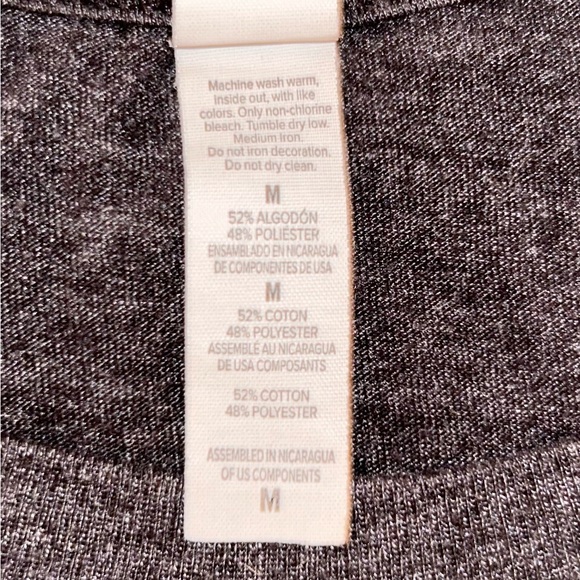 Machine wash warm,
inside out, with like
colors. Only non-chlorine
bleach. Tumble dry low.
Medium Iron.
Do not iron decoration.
Do not dry clean.
M
52% ALGODÓN
48% POLIÉSTER
ENSAMBLADO EN NICARAGUA
DE COMPONENTES DE USA
M
52% COTON
48% POLYESTER
ASSEMBLÉ AU NICARAGUA
DE USA COMPOSANTS
52% COTTON
48% POLYESTER
ASSEMBLED IN NICARAGUA
OF US COMPONENTS
M